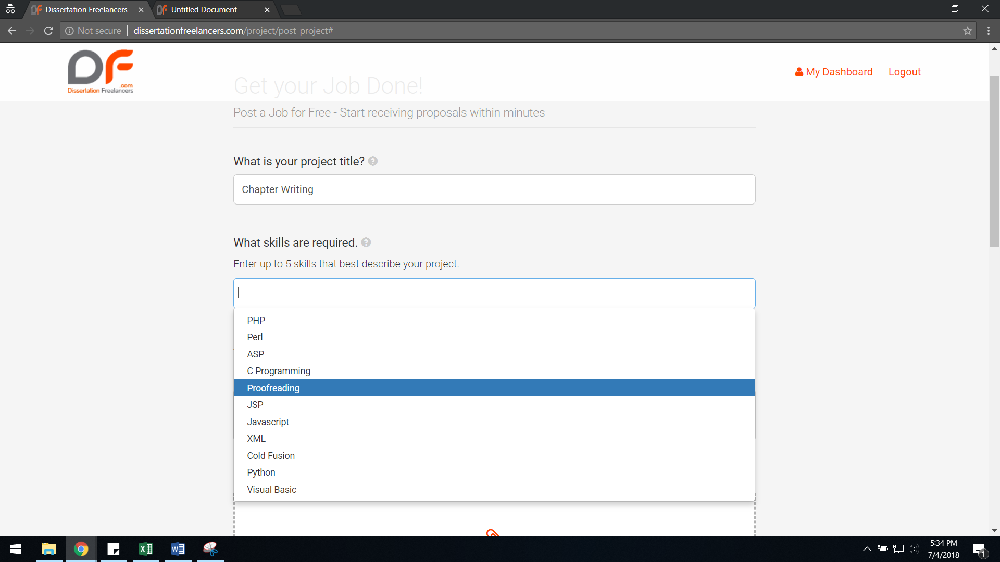 Dissertation Freelancers
Untitled Document
Not secure
dissertationfreelancers.com/project/post-project#
DF
.com
Dissertation Freelancers
My Dashboard
Logout
Get your Job Done!
Post a Job for Free - Start receiving proposals within minutes
What is your project title? ?
Chapter Writing
What skills are required. ?
Enter up to 5 skills that best describe your project.
PHP
Perl
ASP
C Programming
Proofreading
JSP
Javascript
XML
Cold Fusion
Python
Visual Basic
5:34 PM
7/4/2018
1